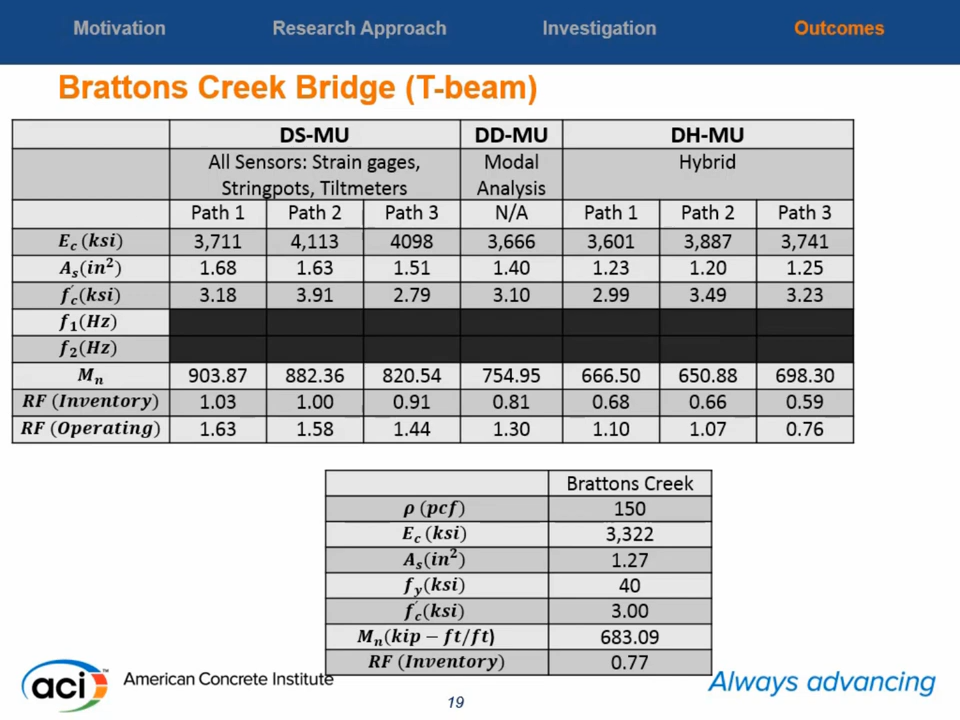 Motivation Research Approach Investigation Outcomes
Brattons Creek Bridge (T-beam)
DS-MU DD-MU DH-MU
All Sensors: Strain gages, Stringpots, Tiltmeters Modal Analysis Hybrid
Path 1 Path 2 Path 3 N/A Path 1 Path 2 Path 3
E_c (ksi) 3,711 4,113 4098 3,666 3,601 3,887 3,741
A_s(in²) 1.68 1.63 1.51 1.40 1.23 1.20 1.25
f'_c(ksi) 3.18 3.91 2.79 3.10 2.99 3.49 3.23
f₁(Hz)
f₂(Hz)
M_n 903.87 882.36 820.54 754.95 666.50 650.88 698.30
RF (Inventory) 1.03 1.00 0.91 0.81 0.68 0.66 0.59
RF (Operating) 1.63 1.58 1.44 1.30 1.10 1.07 0.76
Brattons Creek
ρ (pcf) 150
E_c (ksi) 3,322
A_s(in²) 1.27
f_y(ksi) 40
f'_c(ksi) 3.00
M_n(kip − ft/ft) 683.09
RF (Inventory) 0.77
aci™ American Concrete Institute
Always advancing
19